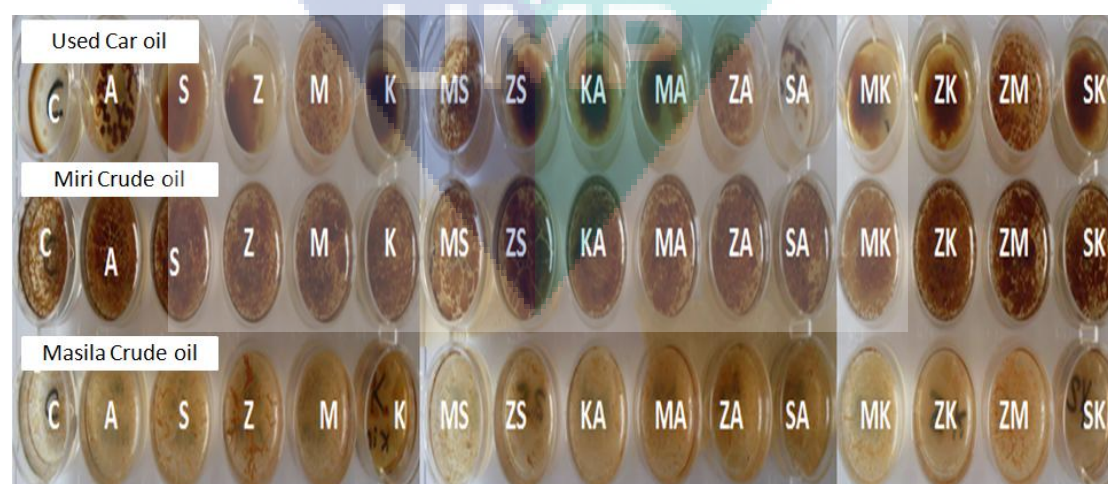 UMP
Used Car oil
C A S Z M K MS ZS KA MA ZA SA MK ZK ZM SK
Miri Crude oil
C A S Z M K MS ZS KA MA ZA SA MK ZK ZM SK
Masila Crude oil
C A S Z M K MS ZS KA MA ZA SA MK ZK ZM SK